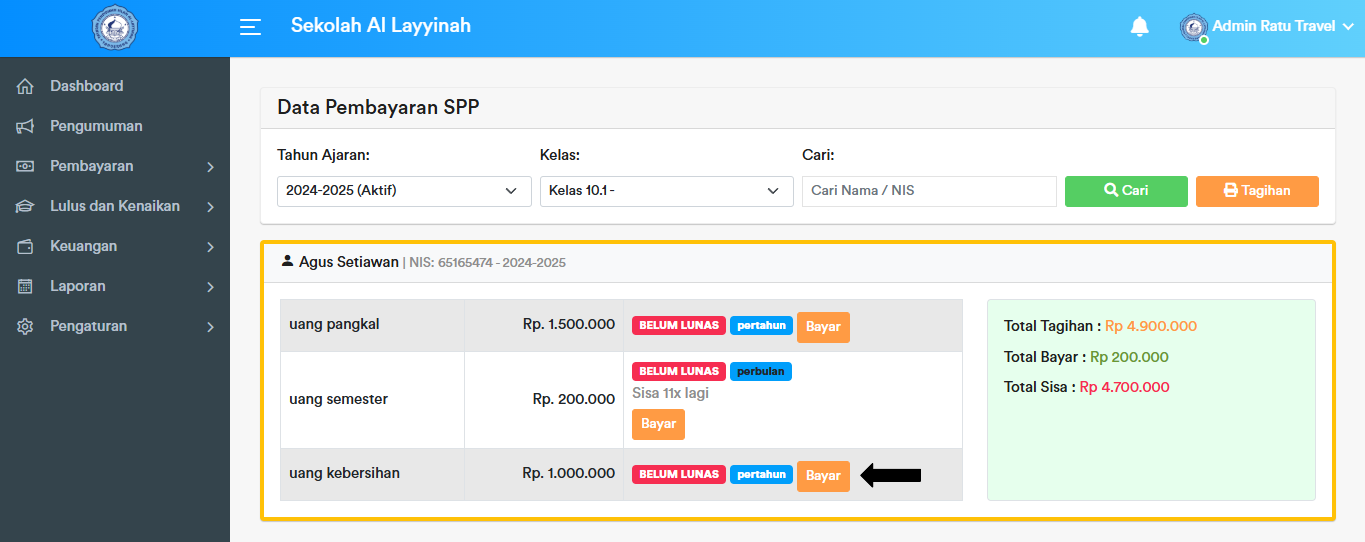 Sekolah Al Layyinah
Admin Ratu Travel
Dashboard
Pengumuman
Pembayaran
Lulus dan Kenaikan
Keuangan
Laporan
Pengaturan
Data Pembayaran SPP
Tahun Ajaran: Kelas: Cari:
2024-2025 (Aktif) Kelas 10.1 - Cari Nama / NIS Cari Tagihan
Agus Setiawan | NIS: 65165474 - 2024-2025
uang pangkal Rp. 1.500.000 BELUM LUNAS pertahun Bayar
uang semester Rp. 200.000 BELUM LUNAS perbulan
Sisa 11x lagi
Bayar
uang kebersihan Rp. 1.000.000 BELUM LUNAS pertahun Bayar
Total Tagihan : Rp 4.900.000
Total Bayar : Rp 200.000
Total Sisa : Rp 4.700.000